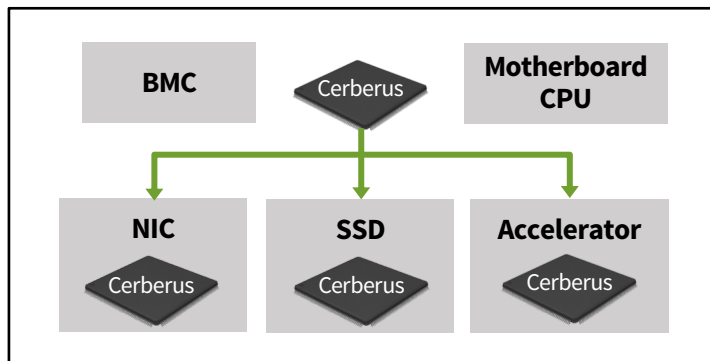 BMC
Cerberus
Motherboard
CPU
NIC
SSD
Accelerator
Cerberus
Cerberus
Cerberus